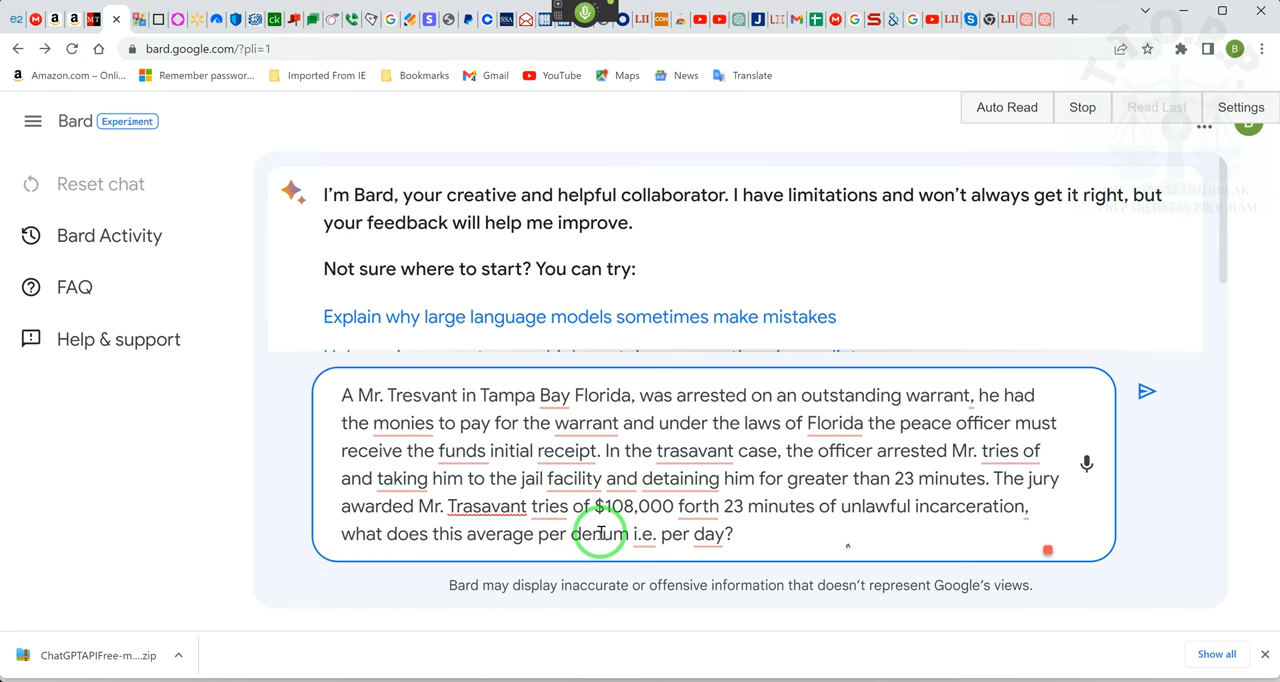 bard.google.com/?pli=1
Amazon.com – Onli...
Remember passwor...
Imported From IE
Bookmarks
Gmail
YouTube
Maps
News
Translate
Auto Read
Stop
Read Last
Settings
Bard
Experiment
Reset chat
Bard Activity
FAQ
Help & support
I'm Bard, your creative and helpful collaborator. I have limitations and won't always get it right, but
your feedback will help me improve.
Not sure where to start? You can try:
Explain why large language models sometimes make mistakes
A Mr. Tresvant in Tampa Bay Florida, was arrested on an outstanding warrant, he had
the monies to pay for the warrant and under the laws of Florida the peace officer must
receive the funds initial receipt. In the trasavant case, the officer arrested Mr. tries of
and taking him to the jail facility and detaining him for greater than 23 minutes. The jury
awarded Mr. Trasavant tries of $108,000 forth 23 minutes of unlawful incarceration,
what does this average per derium i.e. per day?
Bard may display inaccurate or offensive information that doesn't represent Google's views.
ChatGPTAPIFree-m....zip
Show all
T.T.O.P.P.